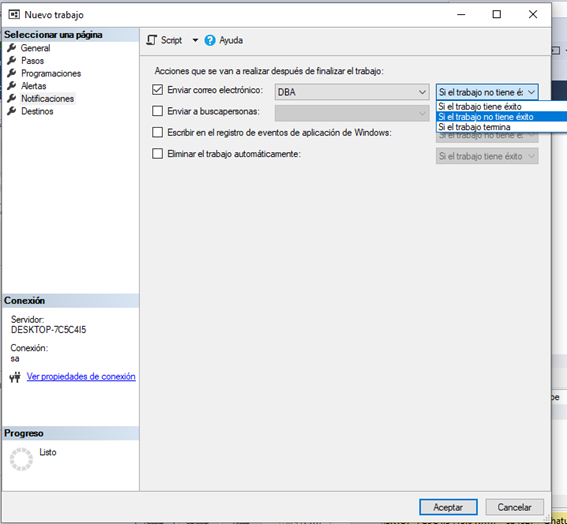 Nuevo trabajo
Seleccionar una página
General
Pasos
Programaciones
Alertas
Notificaciones
Destinos
Script
Ayuda
Acciones que se van a realizar después de finalizar el trabajo:
Enviar correo electrónico: DBA Si el trabajo no tiene é:
Enviar a buscapersonas:
Si el trabajo tiene éxito
Si el trabajo no tiene éxito
Si el trabajo termina
Escribir en el registro de eventos de aplicación de Windows: Si el trabajo no tiene é:
Eliminar el trabajo automáticamente: Si el trabajo tiene éxito
Conexión
Servidor:
DESKTOP-7C5C4I5
Conexión:
sa
Ver propiedades de conexión
Progreso
Listo
Aceptar Cancelar